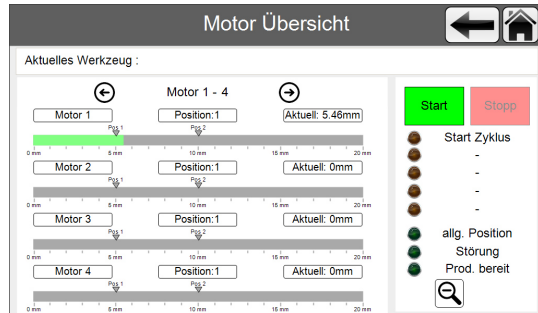 Motor Übersicht
Aktuelles Werkzeug :
Motor 1 - 4
Motor 1 Position:1 Aktuell: 5.46mm
Pos 1 Pos 2
0 mm 5 mm 10 mm 15 mm 20 mm
Motor 2 Position:1 Aktuell: 0mm
Pos 1 Pos 2
0 mm 5 mm 10 mm 15 mm 20 mm
Motor 3 Position:1 Aktuell: 0mm
Pos 1 Pos 2
0 mm 5 mm 10 mm 15 mm 20 mm
Motor 4 Position:1 Aktuell: 0mm
Pos 1 Pos 2
0 mm 5 mm 10 mm 15 mm 20 mm
Start Stopp
Start Zyklus
-
-
-
-
allg. Position
Störung
Prod. bereit